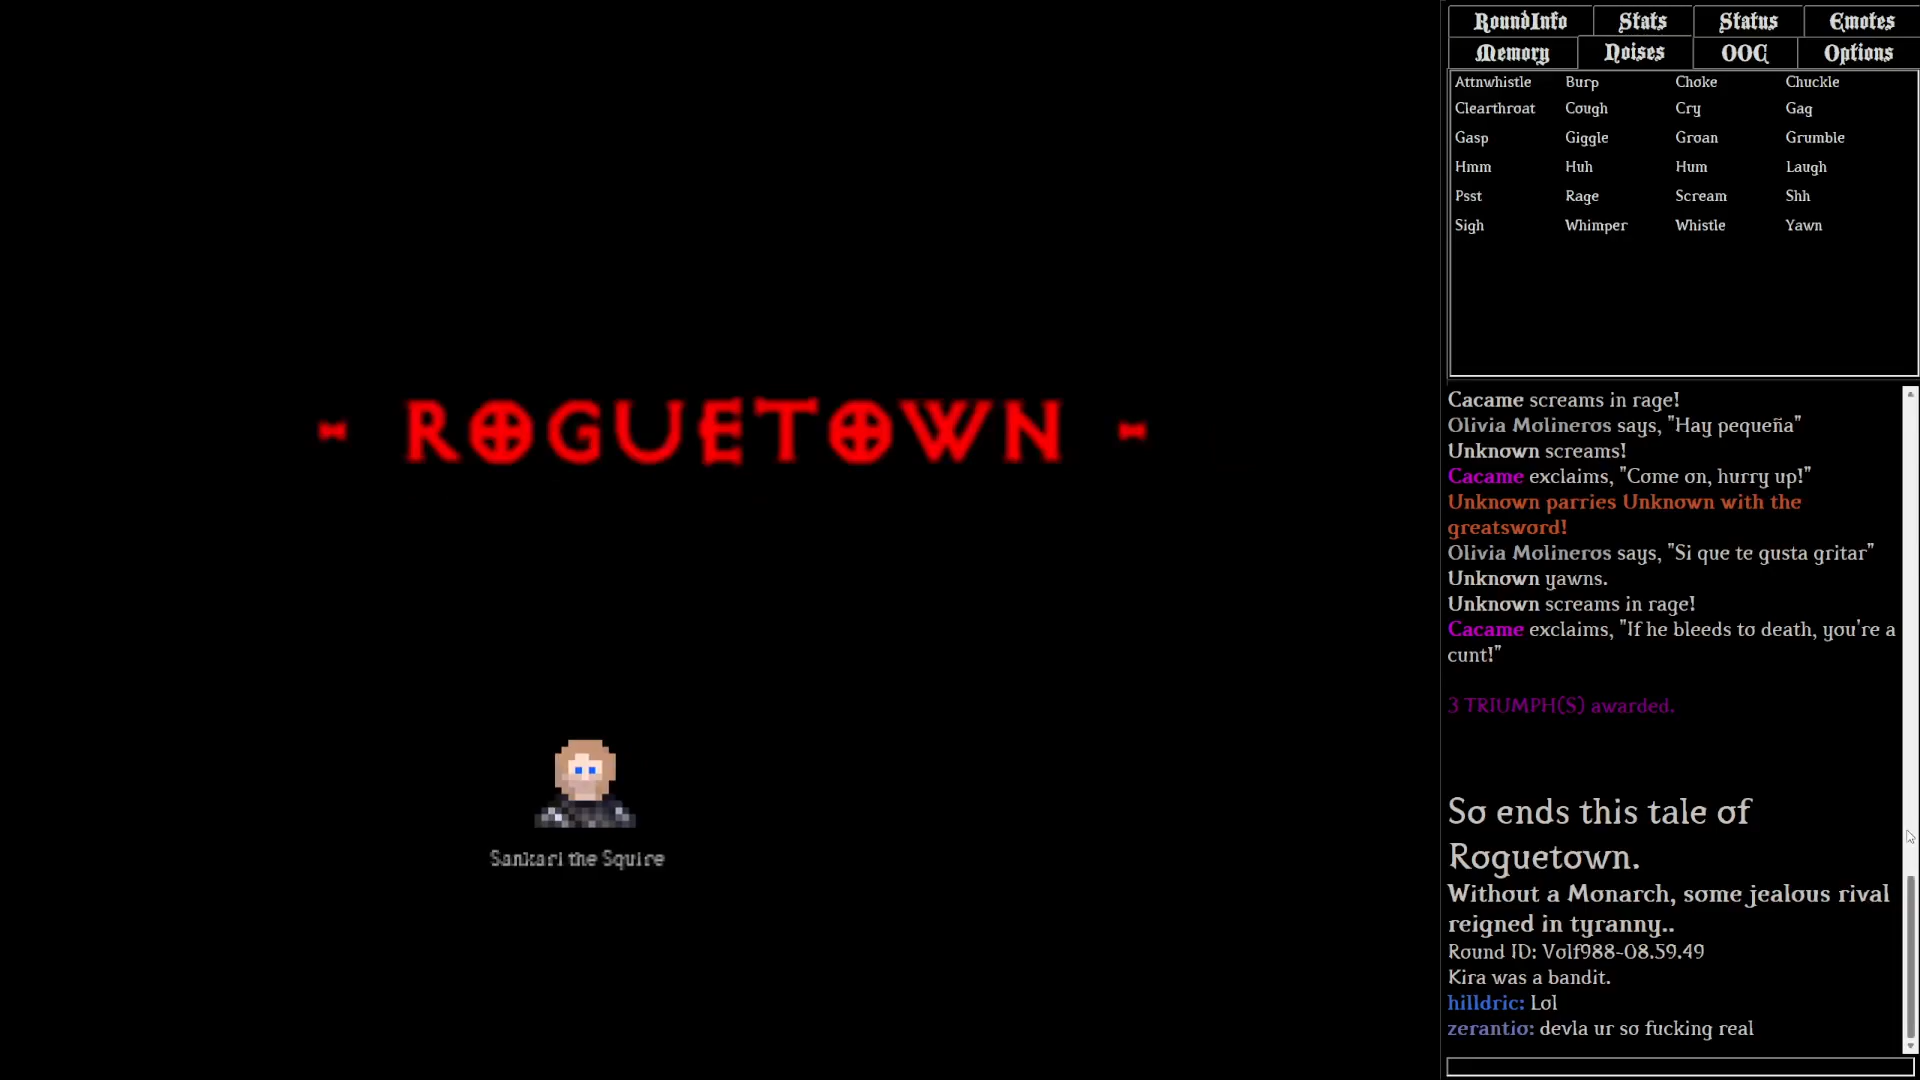 RoundInfo Stats Status Emotes
Memory Noises OOC Options
Attnwhistle Burp Choke Chuckle
Clearthroat Cough Cry Gag
Gasp Giggle Groan Grumble
Hmm Huh Hum Laugh
Psst Rage Scream Shh
Sigh Whimper Whistle Yawn
- ROGUETOWN -
Sankari the Squire
Cacame screams in rage!
Olivia Molineros says, "Hay pequeña"
Unknown screams!
Cacame exclaims, "Come on, hurry up!"
Unknown parries Unknown with the
greatsword!
Olivia Molineros says, "Si que te gusta gritar"
Unknown yawns.
Unknown screams in rage!
Cacame exclaims, "If he bleeds to death, you're a
cunt!"
3 TRIUMPH(S) awarded.
So ends this tale of
Roguetown.
Without a Monarch, some jealous rival
reigned in tyranny..
Round ID: Volf988-08.59.49
Kira was a bandit.
hilldric: Lol
zerantio: devla ur so fucking real